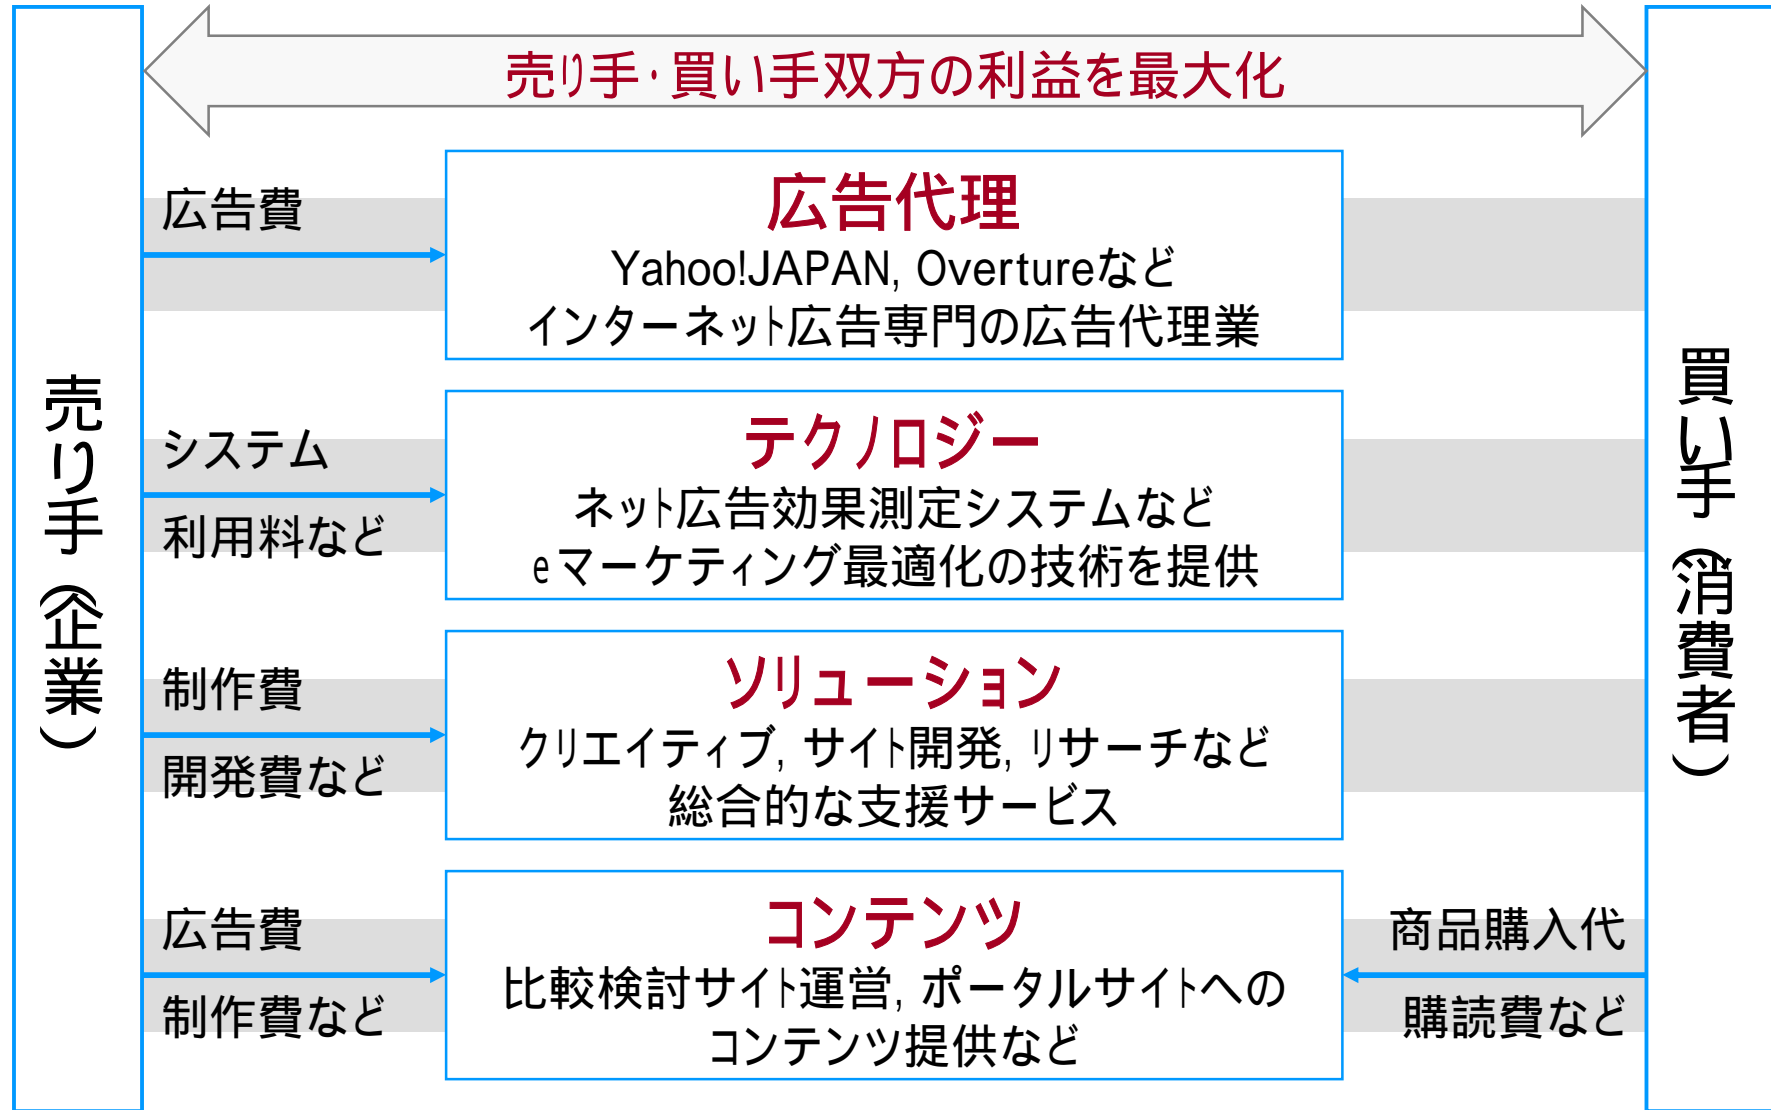 売り手・買い手双方の利益を最大化
売り手（企業）
広告費
広告代理
Yahoo!JAPAN, Overtureなど
インターネット広告専門の広告代理業
システム
利用料など
テクノロジー
ネット広告効果測定システムなど
eマーケティング最適化の技術を提供
制作費
開発費など
ソリューション
クリエイティブ, サイト開発, リサーチなど
総合的な支援サービス
広告費
制作費など
コンテンツ
比較検討サイト運営, ポータルサイトへの
コンテンツ提供など
商品購入代
購読費など
買い手（消費者）